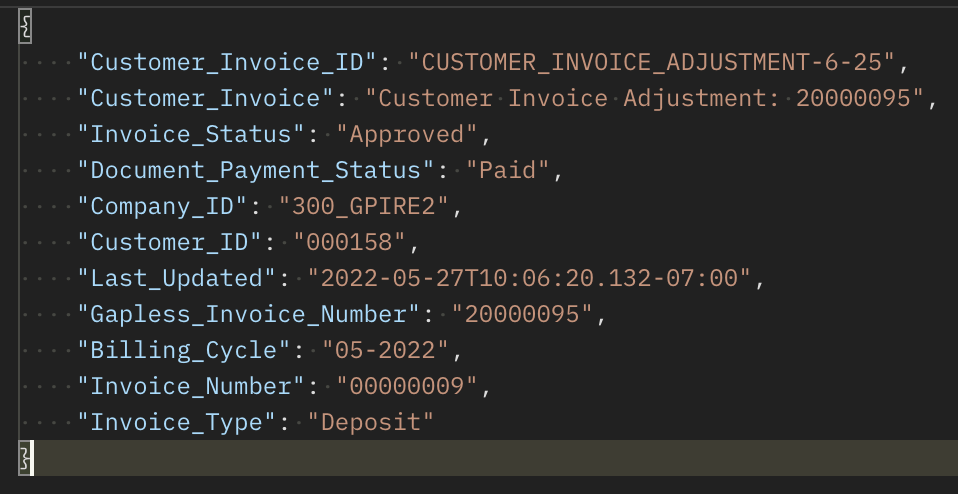 {
    "Customer_Invoice_ID": "CUSTOMER_INVOICE_ADJUSTMENT-6-25",
    "Customer_Invoice": "Customer Invoice Adjustment: 20000095",
    "Invoice_Status": "Approved",
    "Document_Payment_Status": "Paid",
    "Company_ID": "300_GPIRE2",
    "Customer_ID": "000158",
    "Last_Updated": "2022-05-27T10:06:20.132-07:00",
    "Gapless_Invoice_Number": "20000095",
    "Billing_Cycle": "05-2022",
    "Invoice_Number": "00000009",
    "Invoice_Type": "Deposit"
}